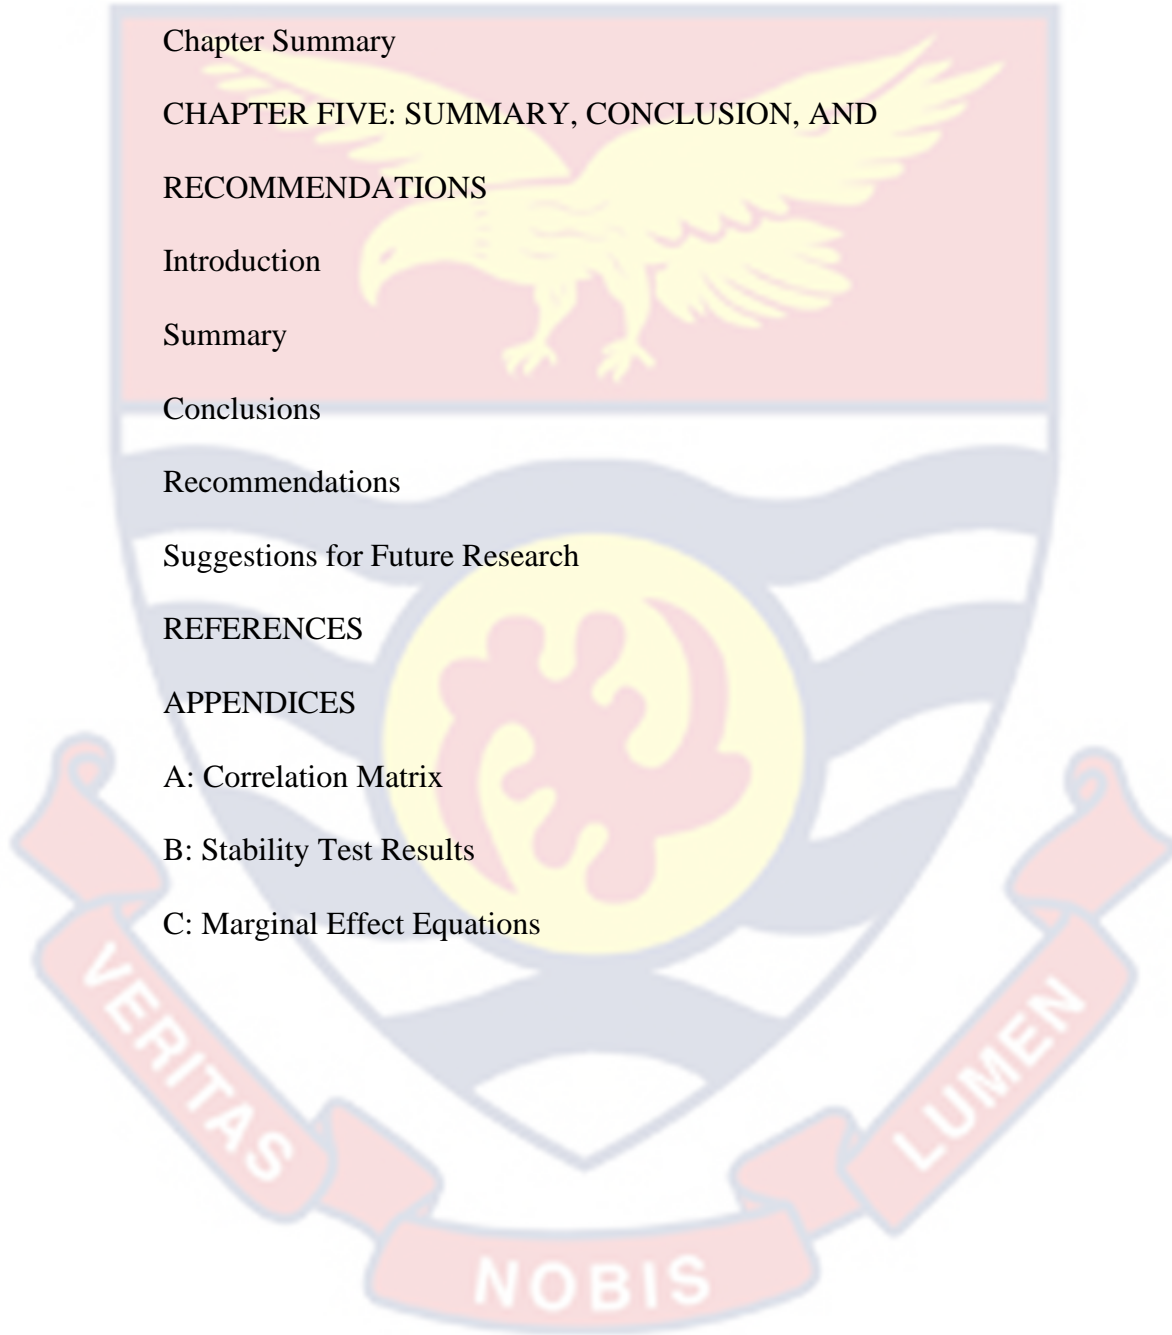 Chapter Summary
CHAPTER FIVE: SUMMARY, CONCLUSION, AND
RECOMMENDATIONS
Introduction
Summary
Conclusions
Recommendations
Suggestions for Future Research
REFERENCES
APPENDICES
A: Correlation Matrix
B: Stability Test Results
C: Marginal Effect Equations
VERITAS
NOBIS
LUMEN